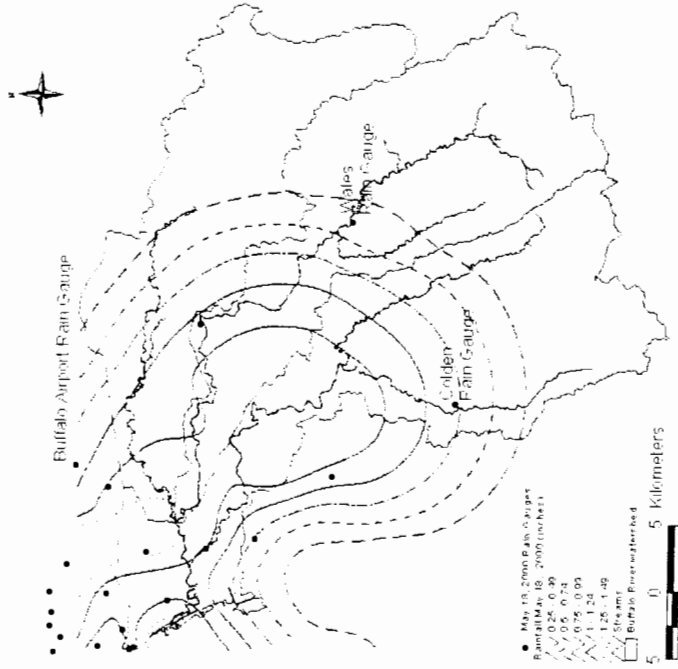 N
Buffalo Airport Rain Gauge
Wales
Rain Gauge
Colden
Rain Gauge
May 18, 2000 Rain Gauges
Rainfall May 18, 2000 (inches)
0.25 - 0.49
0.5 - 0.74
0.75 - 0.99
1 - 1.24
1.25 - 1.49
Streams
Buffalo River watershed
5 0 5 Kilometers